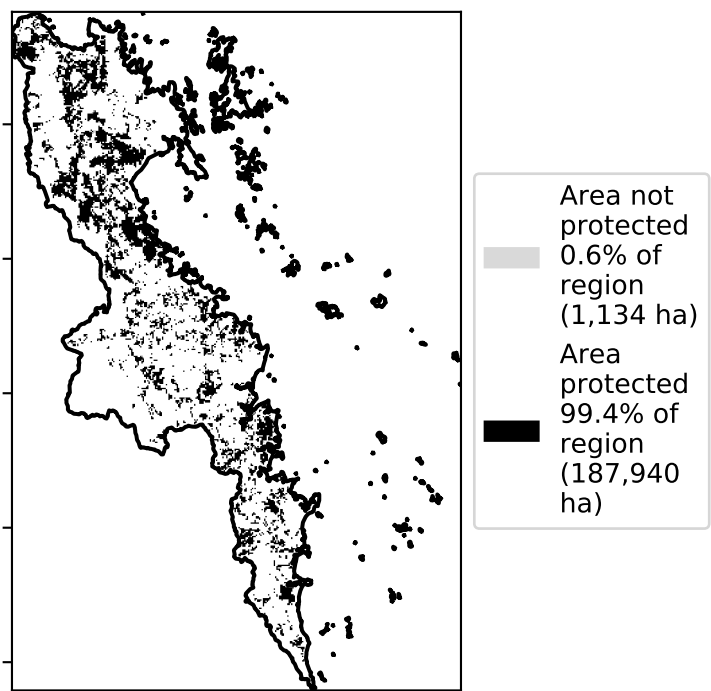 Area not
protected
0.6% of
region
(1,134 ha)
Area
protected
99.4% of
region
(187,940
ha)